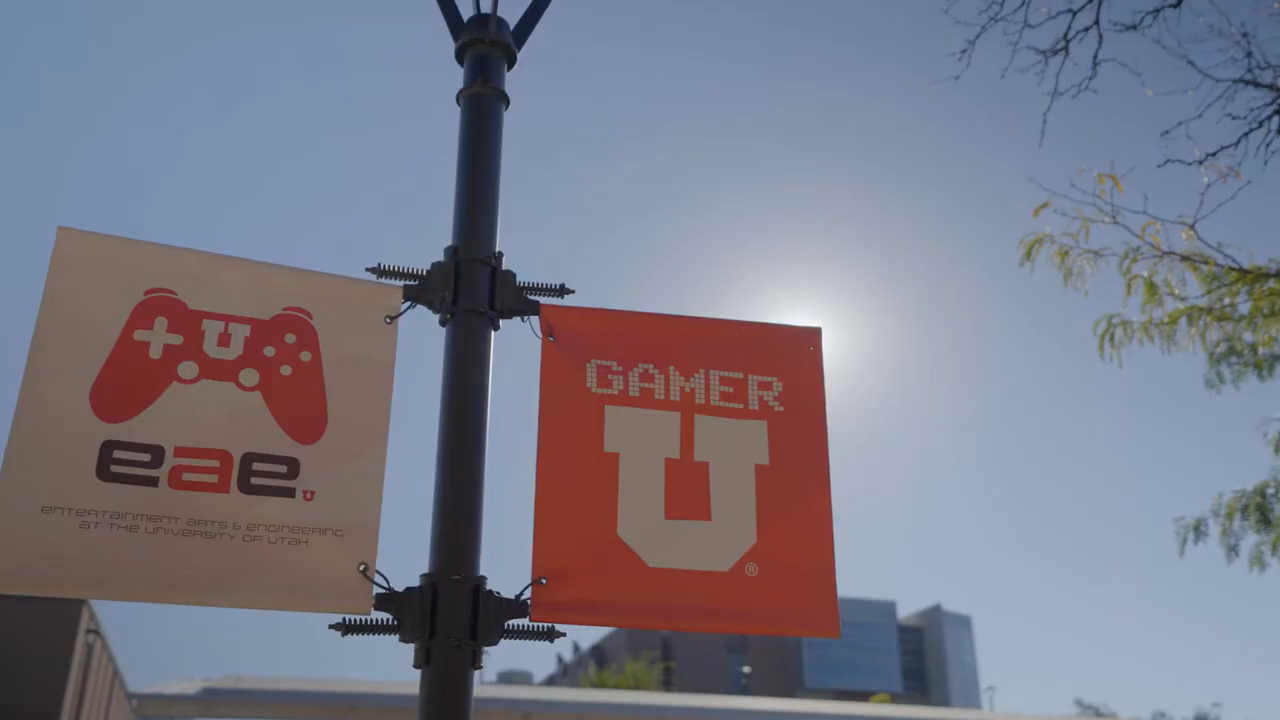 U
eae
U
ENTERTAINMENT ARTS & ENGINEERING
AT THE UNIVERSITY OF UTAH
GAMER
U
®